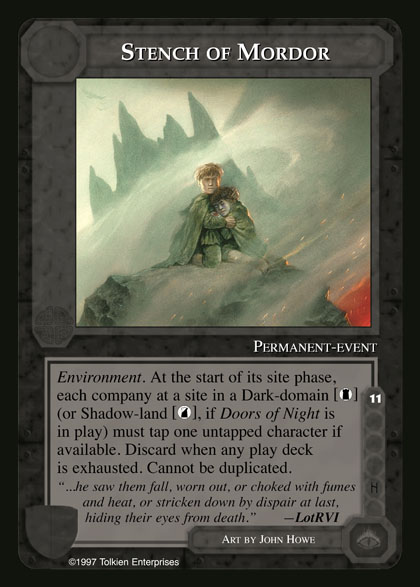 STENCH OF MORDOR
PERMANENT-EVENT
Environment. At the start of its site phase,
each company at a site in a Dark-domain [ ]
(or Shadow-land [ ], if Doors of Night is
in play) must tap one untapped character if
available. Discard when any play deck
is exhausted. Cannot be duplicated.
11
“...he saw them fall, worn out, or choked with fumes
and heat, or stricken down by dispair at last,
hiding their eyes from death.” —LotRVI
ART BY JOHN HOWE
©1997 Tolkien Enterprises